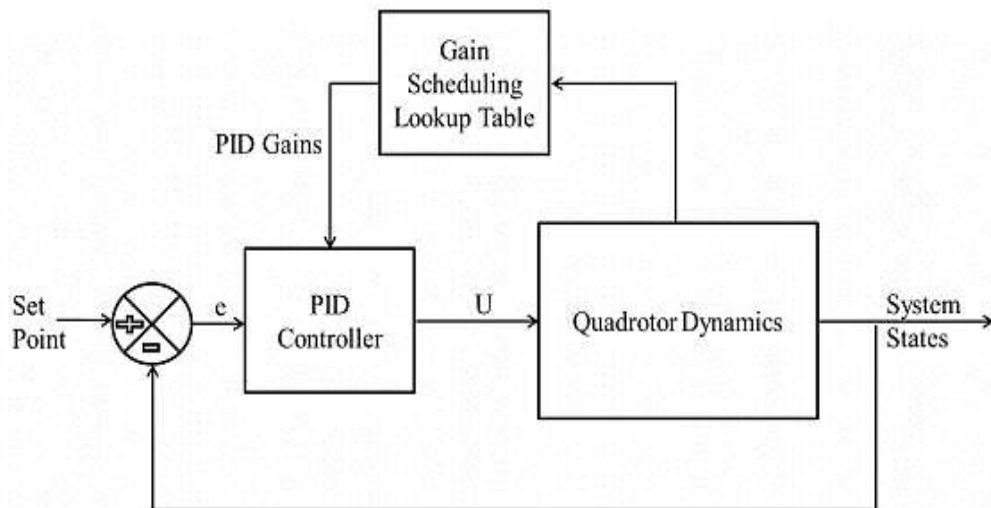 Gain
Scheduling
Lookup Table
PID Gains
Set
Point
e
PID
Controller
U
Quadrotor Dynamics
System
States